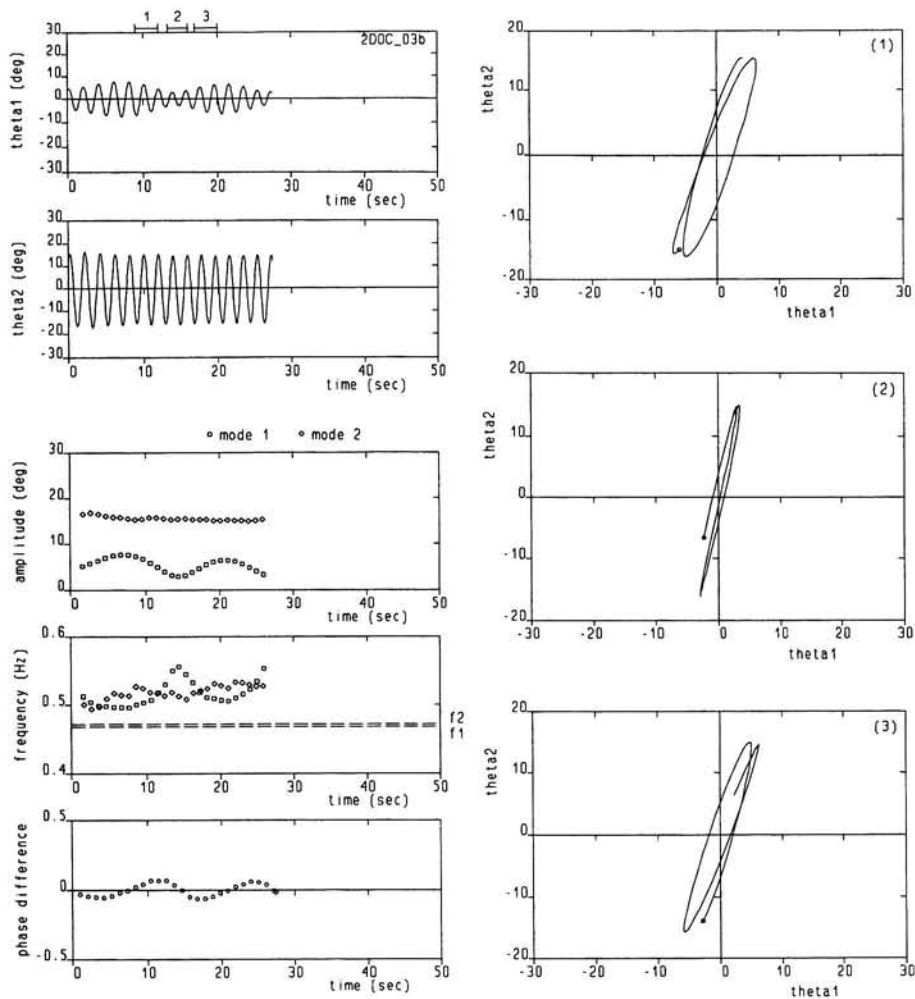 1 2 3
30
20
10
0
-10
-20
-30
theta1 (deg)
2DOC_03b
0 10 20 30 40 50
time (sec)
30
20
10
0
-10
-20
-30
theta2 (deg)
0 10 20 30 40 50
time (sec)
mode 1 mode 2
30
20
10
0
amplitude (deg)
0 10 20 30 40 50
time (sec)
0.6
0.5
0.4
frequency (Hz)
f2
f1
0 10 20 30 40 50
time (sec)
0.5
0
-0.5
phase difference
0 10 20 30 40 50
time (sec)
(1)
theta2
20
10
0
-10
-20
-30 -20 -10 0 10 20 30
theta1
(2)
theta2
20
10
0
-10
-20
-30 -20 -10 0 10 20 30
theta1
(3)
theta2
20
10
0
-10
-20
-30 -20 -10 0 10 20 30
theta1